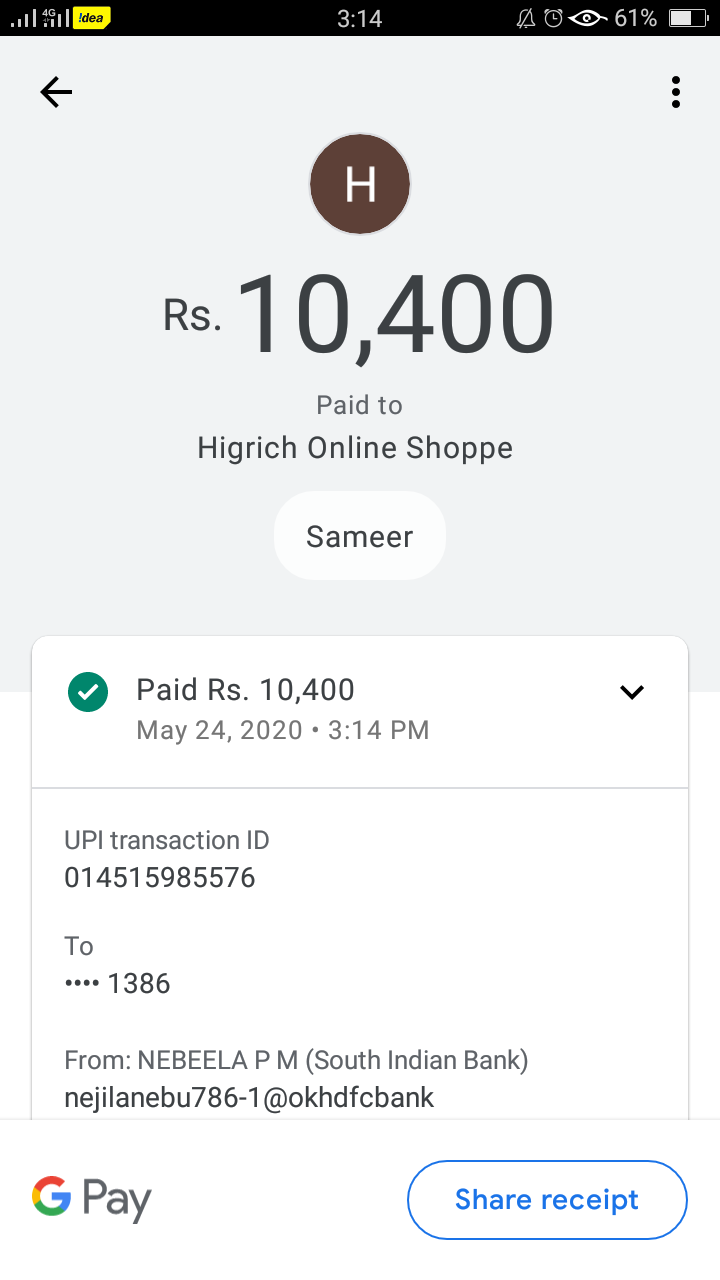 4G !dea 3:14 61%
H
Rs. 10,400
Paid to
Higrich Online Shoppe
Sameer
Paid Rs. 10,400
May 24, 2020 • 3:14 PM
UPI transaction ID
014515985576
To
•••• 1386
From: NEBEELA P M (South Indian Bank)
nejilanebu786-1@okhdfcbank
G Pay
Share receipt